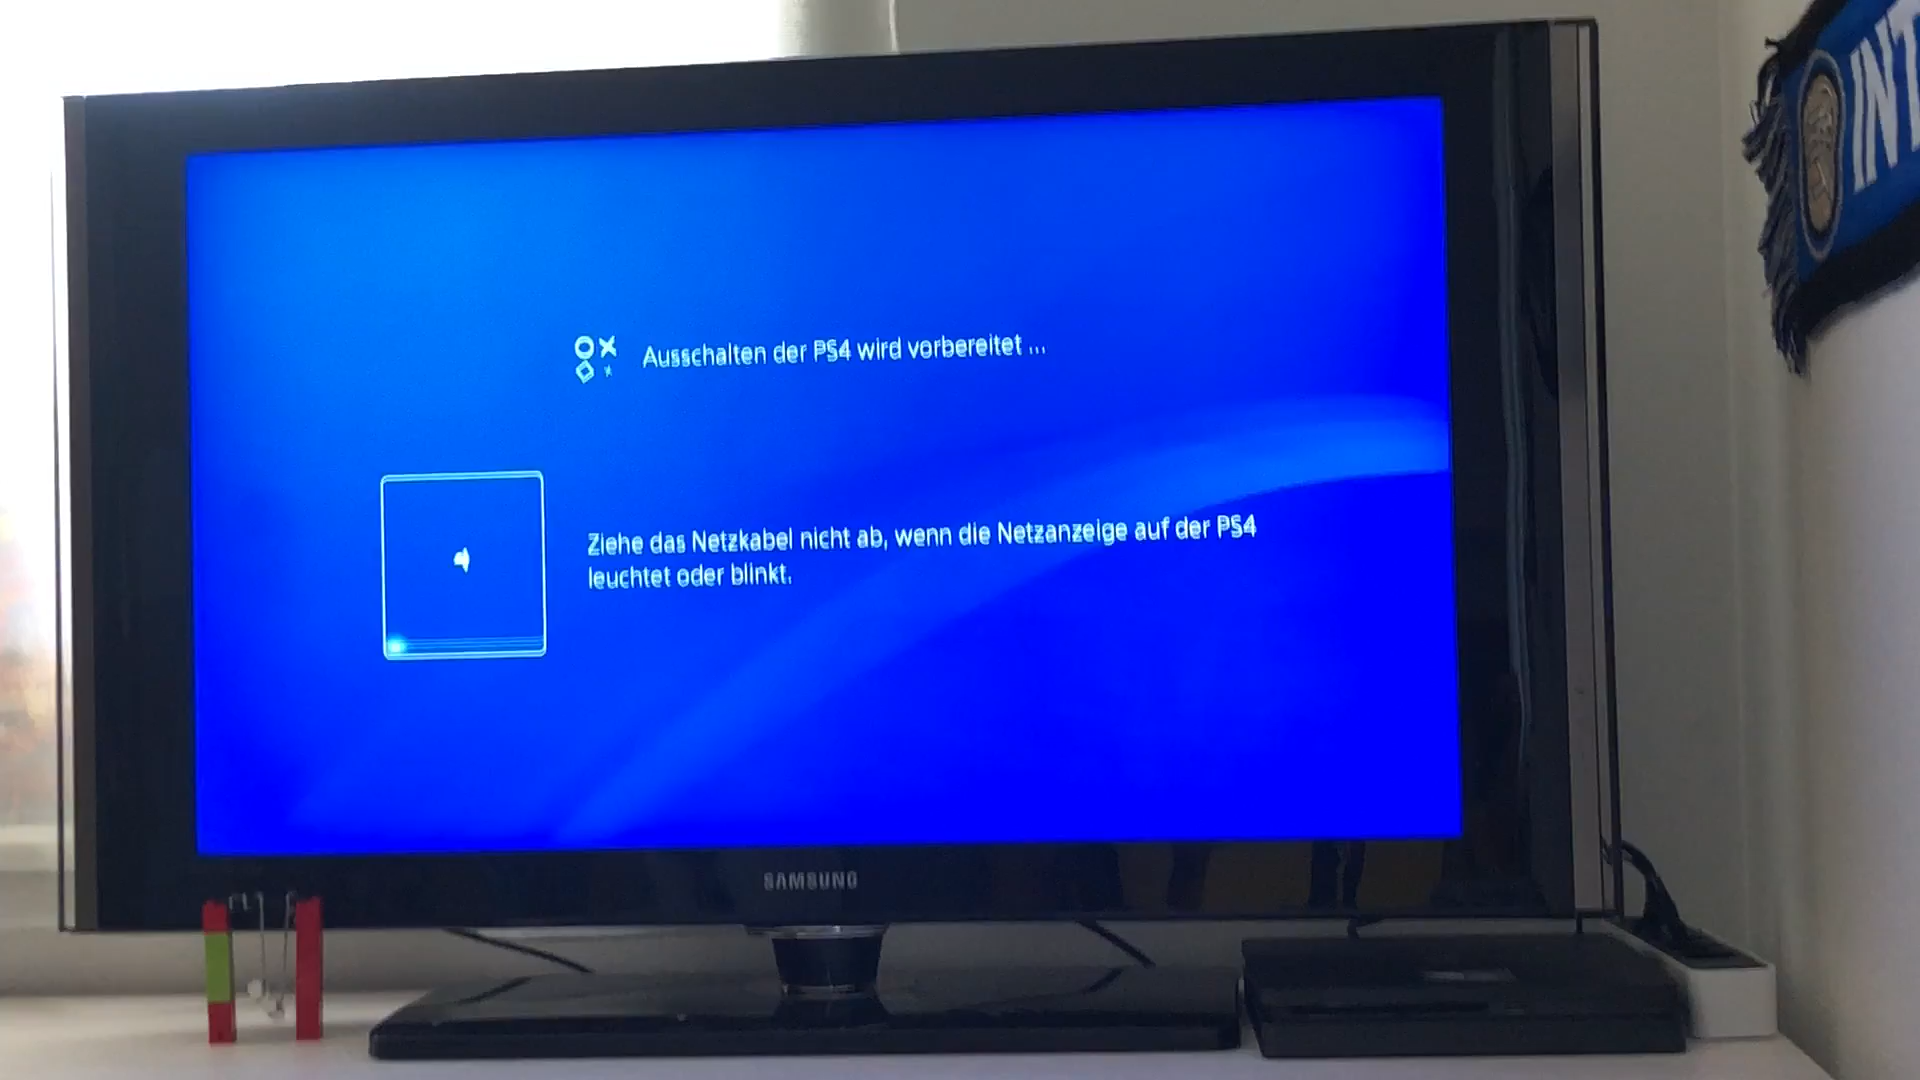 INT
Ausschalten der PS4 wird vorbereitet ...
Ziehe das Netzkabel nicht ab, wenn die Netzanzeige auf der PS4
leuchtet oder blinkt.
SAMSUNG